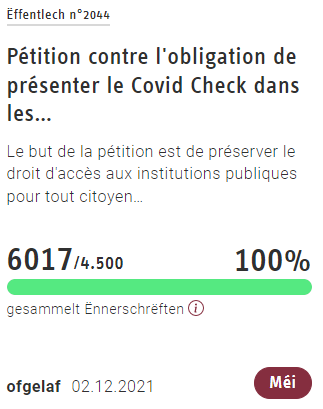 Ëffentlech n°2044
Pétition contre l'obligation de
présenter le Covid Check dans
les...
Le but de la pétition est de préserver le
droit d'accès aux institutions publiques
pour tout citoyen...
6017/4.500 100%
gesammelt Ënnerschrëften
ofgelaf 02.12.2021
Méi